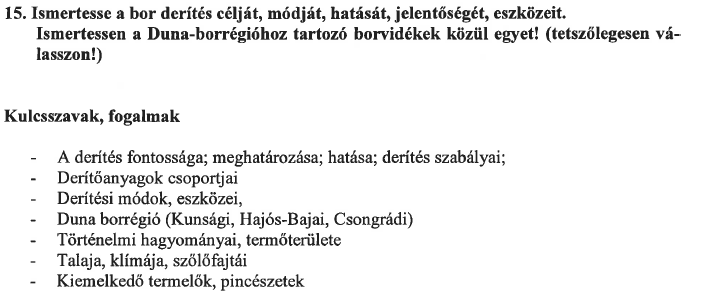 15. Ismertesse a bor derítés célját, módját, hatását, jelentőségét, eszközeit.
Ismertessen a Duna-borrégióhoz tartozó borvidékek közül egyet! (tetszőlegesen vá-
lasszon!)
Kulcsszavak, fogalmak
- A derítés fontossága; meghatározása; hatása; derítés szabályai;
- Derítőanyagok csoportjai
- Derítési módok, eszközei,
- Duna borrégió (Kunsági, Hajós-Bajai, Csongrádi)
- Történelmi hagyományai, termőterülete
- Talaja, klímája, szőlőfajtái
- Kiemelkedő termelők, pincészetek